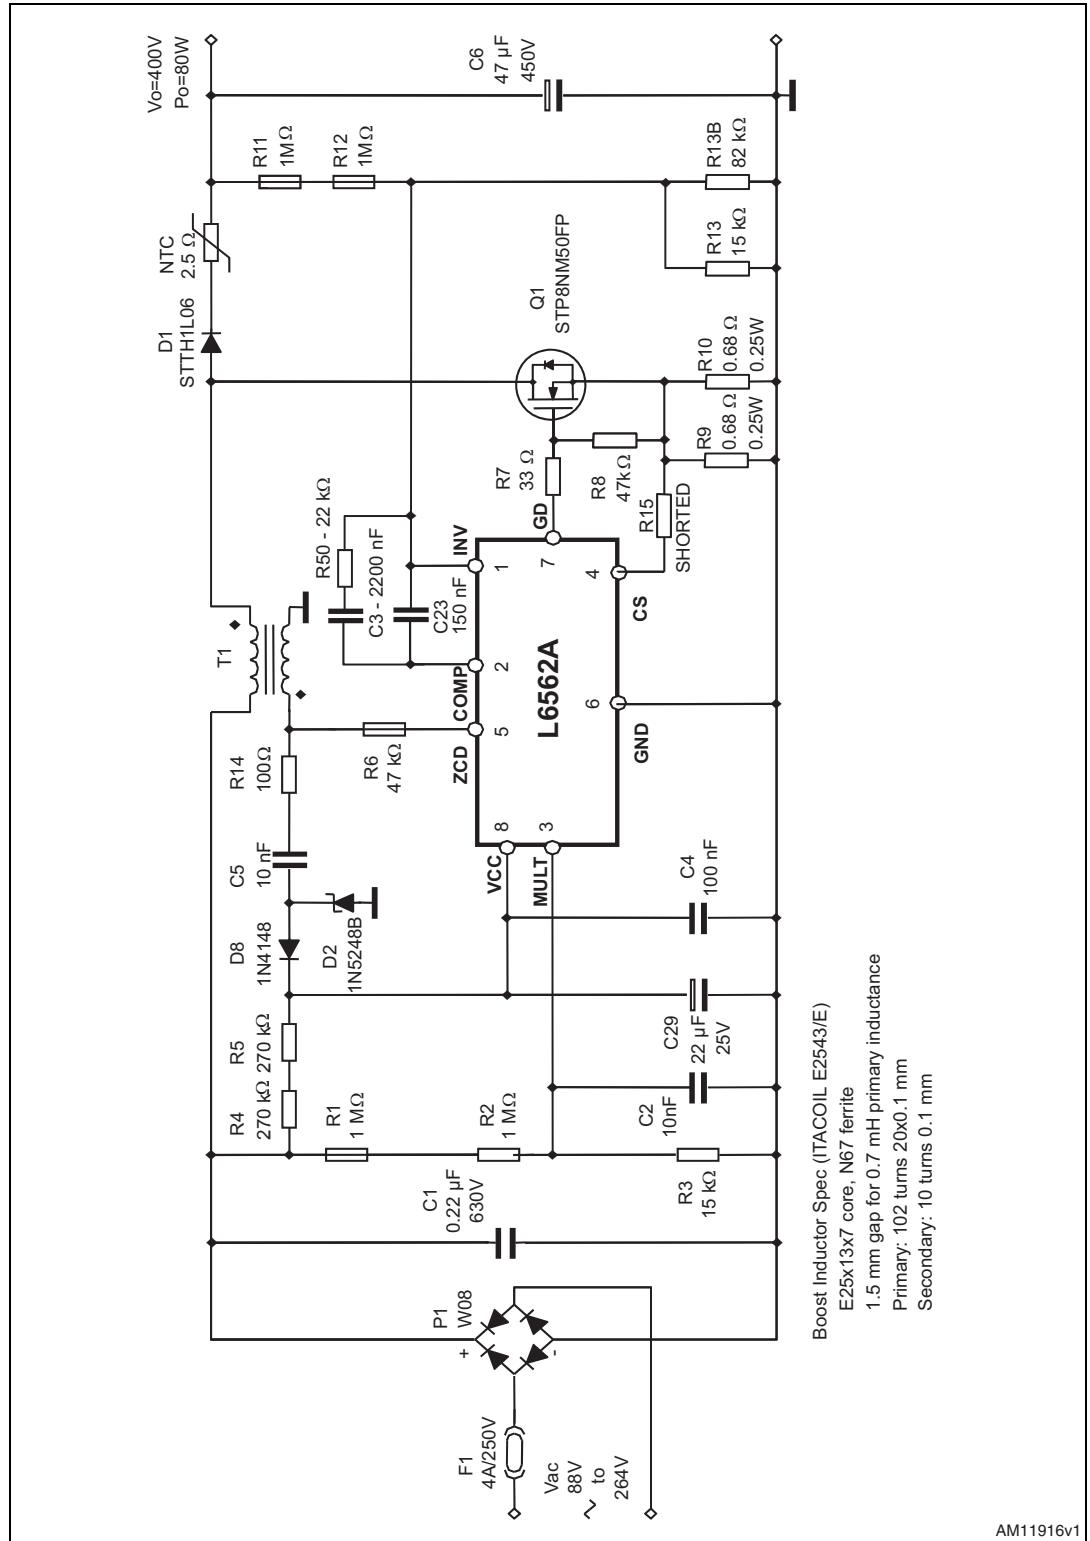 F1
4A/250V
Vac
88V
~ to
264V
P1
W08
+
-
C1
0.22 µF
630V
R4
270 kΩ
R5
270 kΩ
R1
1 MΩ
R2
1 MΩ
R3
15 kΩ
C2
10nF
C29
22 µF
25V
C4
100 nF
D8
1N4148
D2
1N5248B
C5
10 nF
R14
100Ω
T1
R6
47 kΩ
R50 - 22 kΩ
C3 - 2200 nF
C23
150 nF
VCC
8
MULT
3
ZCD
5
COMP
2
INV
1
L6562A
GND
6
CS
4
GD
7
R7
33 Ω
R8
47kΩ
R15
SHORTED
R9
0.68 Ω
0.25W
R10
0.68 Ω
0.25W
Q1
STP8NM50FP
D1
STTH1L06
NTC
2.5 Ω
R11
1MΩ
R12
1MΩ
R13
15 kΩ
R13B
82 kΩ
C6
47 µF
450V
Vo=400V
Po=80W
Boost Inductor Spec (ITACOIL E2543/E)
E25x13x7 core, N67 ferrite
1.5 mm gap for 0.7 mH primary inductance
Primary: 102 turns 20x0.1 mm
Secondary: 10 turns 0.1 mm
AM11916v1